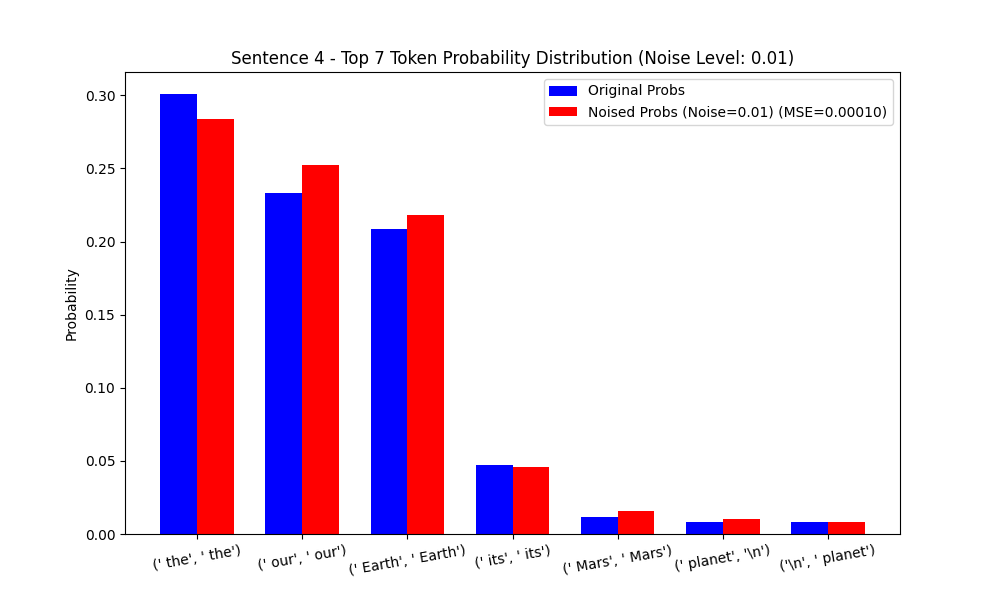 Sentence 4 - Top 7 Token Probability Distribution (Noise Level: 0.01)
Original Probs
Noised Probs (Noise=0.01) (MSE=0.00010)
Probability
0.30
0.25
0.20
0.15
0.10
0.05
0.00
(' the', ' the')
(' our', ' our')
(' Earth', ' Earth')
(' its', ' its')
(' Mars', ' Mars')
(' planet', '\n')
('\n', ' planet')